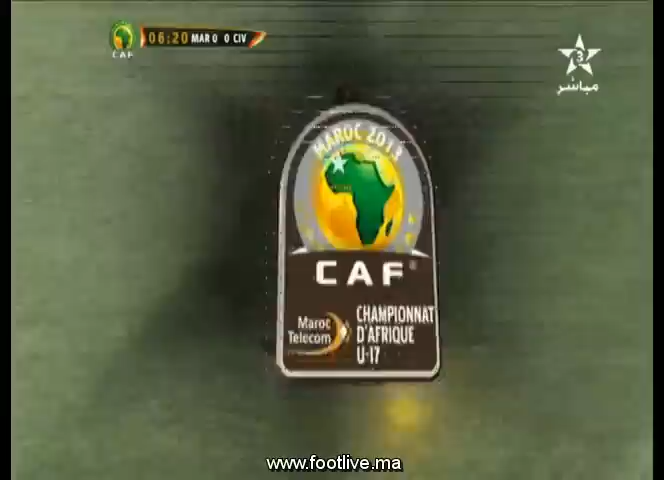 CAF
06:20 MAR 0 0 CIV
3
مباشر
MAROC 2013
CAF®
Maroc
Telecom
CHAMPIONNAT
D'AFRIQUE
U-17
www.footlive.ma